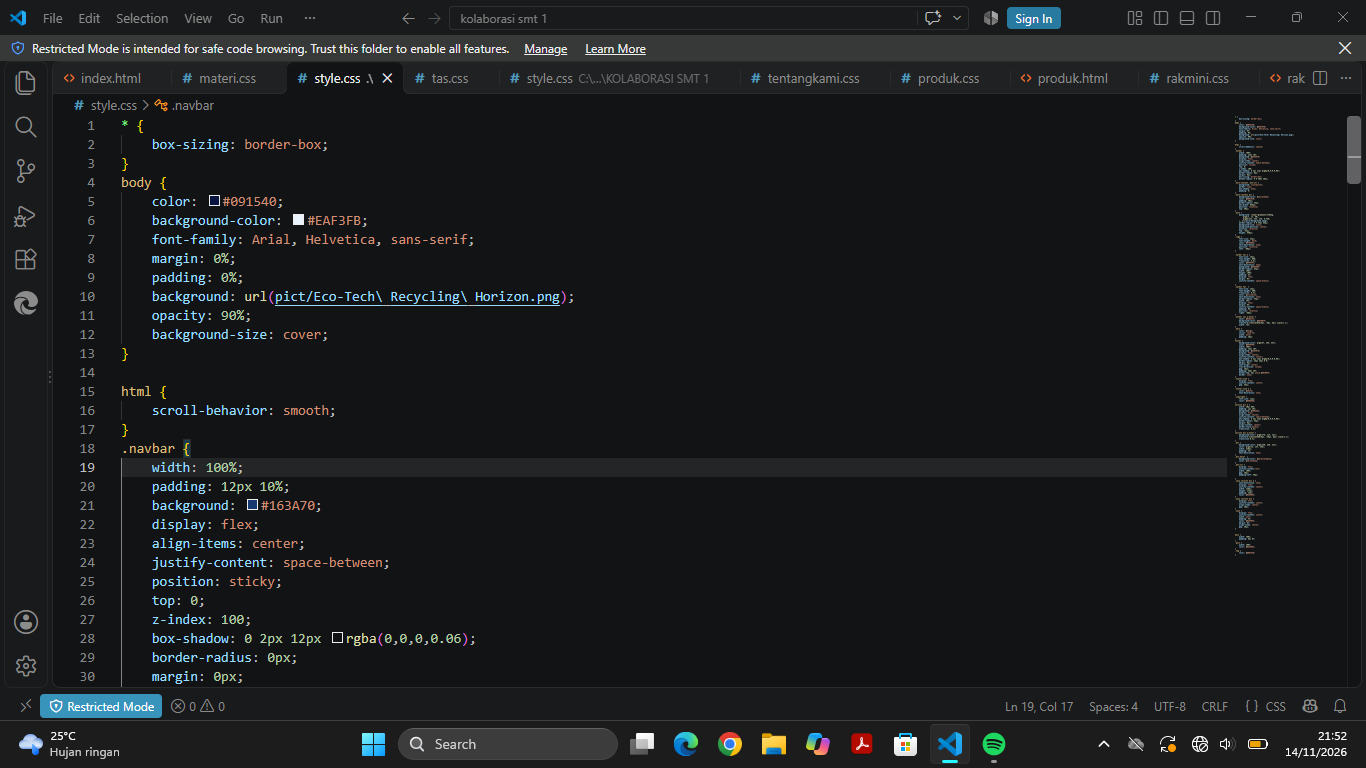 File Edit Selection View Go Run ··· kolaborasi smt 1 Sign In
Restricted Mode is intended for safe code browsing. Trust this folder to enable all features. Manage Learn More
index.html # materi.css # style.css .\ # tas.css # style.css C:\...\KOLABORASI SMT 1 # tentangkami.css # produk.css produk.html # rakmini.css rak
# style.css > .navbar
1 * {
2 box-sizing: border-box;
3 }
4 body {
5 color: #091540;
6 background-color: #EAF3FB;
7 font-family: Arial, Helvetica, sans-serif;
8 margin: 0%;
9 padding: 0%;
10 background: url(pict/Eco-Tech\ Recycling\ Horizon.png);
11 opacity: 90%;
12 background-size: cover;
13 }
14
15 html {
16 scroll-behavior: smooth;
17 }
18 .navbar {
19 width: 100%;
20 padding: 12px 10%;
21 background: #163A70;
22 display: flex;
23 align-items: center;
24 justify-content: space-between;
25 position: sticky;
26 top: 0;
27 z-index: 100;
28 box-shadow: 0 2px 12px rgba(0,0,0,0.06);
29 border-radius: 0px;
30 margin: 0px;
Restricted Mode 0 0 Ln 19, Col 17 Spaces: 4 UTF-8 CRLF { } CSS
25°C
Hujan ringan
Search
21:52
14/11/2026